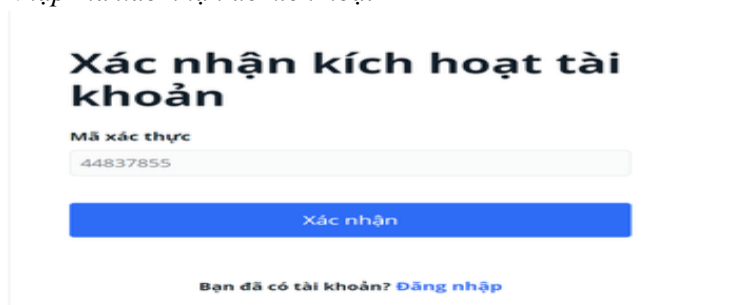 Xác nhận kích hoạt tài
khoản
Mã xác thực
44837855
Xác nhận
Bạn đã có tài khoản? Đăng nhập